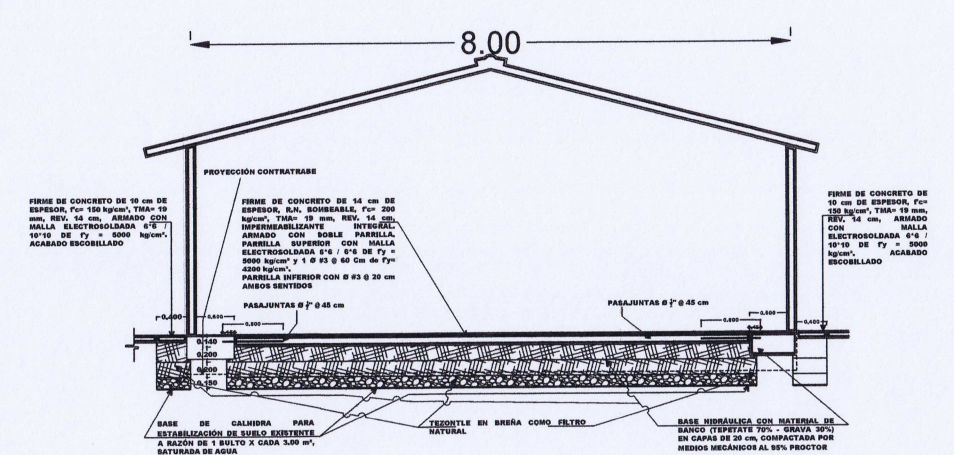 8.00
PROYECCIÓN CONTRATRABE
FIRME DE CONCRETO DE 10 cm DE
ESPESOR, f'c= 150 kg/cm², TMA= 19
mm, REV. 14 cm, ARMADO CON
MALLA ELECTROSOLDADA 6*6 /
10*10 DE f'y = 5000 kg/cm².
ACABADO ESCOBILLADO
FIRME DE CONCRETO DE 14 cm DE
ESPESOR, R.N. BOMBEABLE, f'c= 200
kg/cm², TMA= 19 mm, REV. 14 cm,
IMPERMEABILIZANTE INTEGRAL.
ARMADO CON DOBLE PARRILLA.
PARRILLA SUPERIOR CON MALLA
ELECTROSOLDADA 6*6 / 6*6 DE f'y =
5000 kg/cm² y 1 Ø #3 @ 60 Cm de f'y=
4200 kg/cm².
PARRILLA INFERIOR CON Ø #3 @ 20 cm
AMBOS SENTIDOS
FIRME DE CONCRETO DE
10 cm DE ESPESOR, f'c=
150 kg/cm², TMA= 19 mm,
REV. 14 cm, ARMADO
CON MALLA
ELECTROSOLDADA 6*6 /
10*10 DE f'y = 5000
kg/cm². ACABADO
ESCOBILLADO
PASAJUNTAS Ø @ 45 cm
PASAJUNTAS Ø @ 45 cm
0,400
0,600
0,800
0,800
0,600
0,400
0,140
0,200
0,200
0,150
BASE DE CALHIDRA PARA
ESTABILIZACIÓN DE SUELO EXISTENTE
A RAZÓN DE 1 BULTO X CADA 3.00 m²,
SATURADA DE AGUA
TEZONTLE EN BREÑA COMO FILTRO
NATURAL
BASE HIDRÁULICA CON MATERIAL DE
BANCO (TEPETATE 70% - GRAVA 30%)
EN CAPAS DE 20 cm, COMPACTADA POR
MEDIOS MECÁNICOS AL 95% PROCTOR